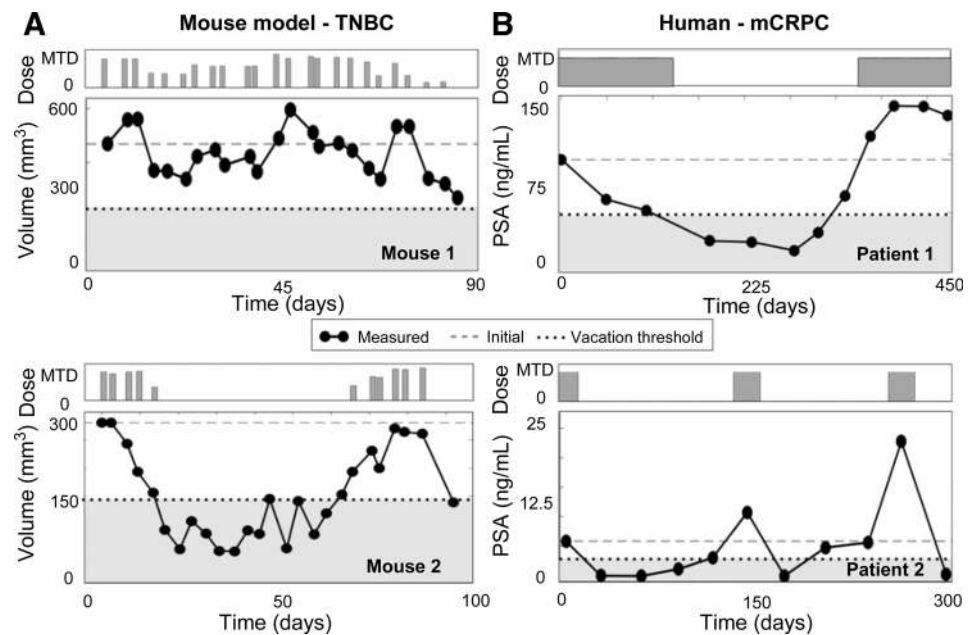 A
Mouse model - TNBC
MTD
0
Dose
600
300
0
Volume (mm³)
Mouse 1
0
45
90
Time (days)
B
Human - mCRPC
MTD
0
Dose
150
75
0
PSA (ng/mL)
Patient 1
0
225
450
Time (days)
Measured
Initial
Vacation threshold
MTD
0
Dose
300
150
0
Volume (mm³)
Mouse 2
0
50
100
Time (days)
MTD
0
Dose
25
12.5
0
PSA (ng/mL)
Patient 2
0
150
300
Time (days)